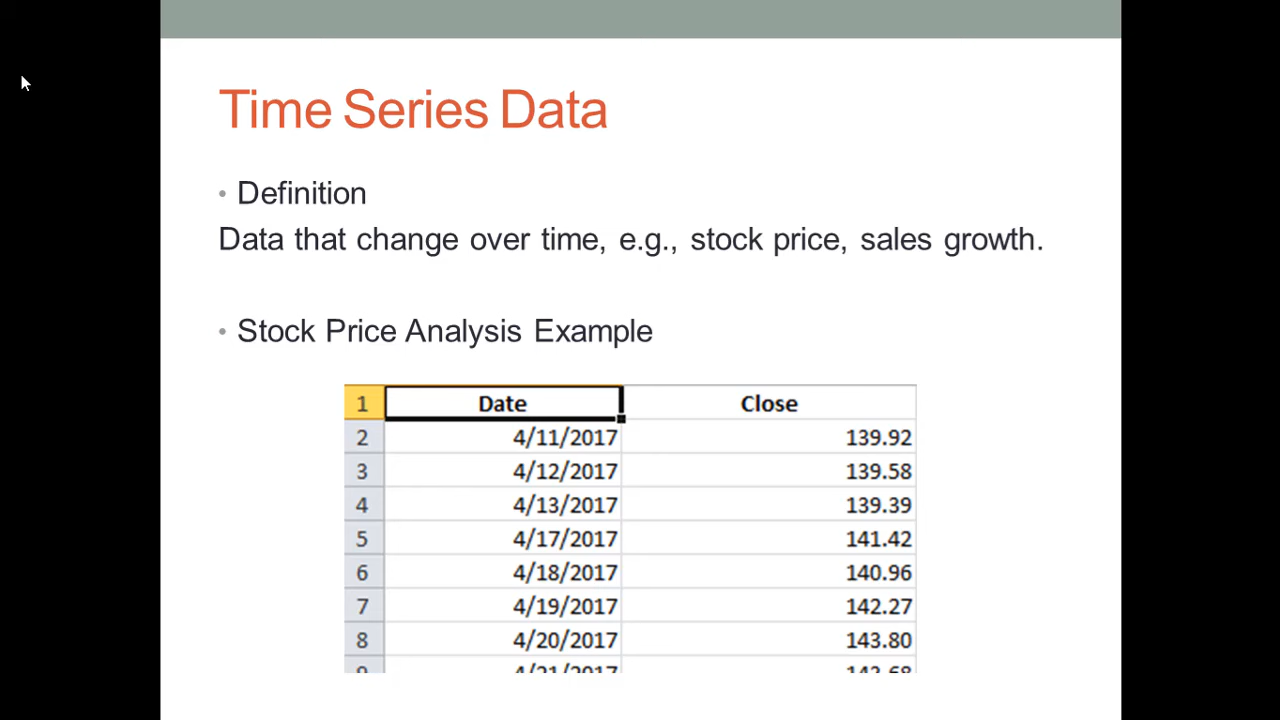 Time Series Data
• Definition
Data that change over time, e.g., stock price, sales growth.
• Stock Price Analysis Example
1 Date Close
2 4/11/2017 139.92
3 4/12/2017 139.58
4 4/13/2017 139.39
5 4/17/2017 141.42
6 4/18/2017 140.96
7 4/19/2017 142.27
8 4/20/2017 143.80